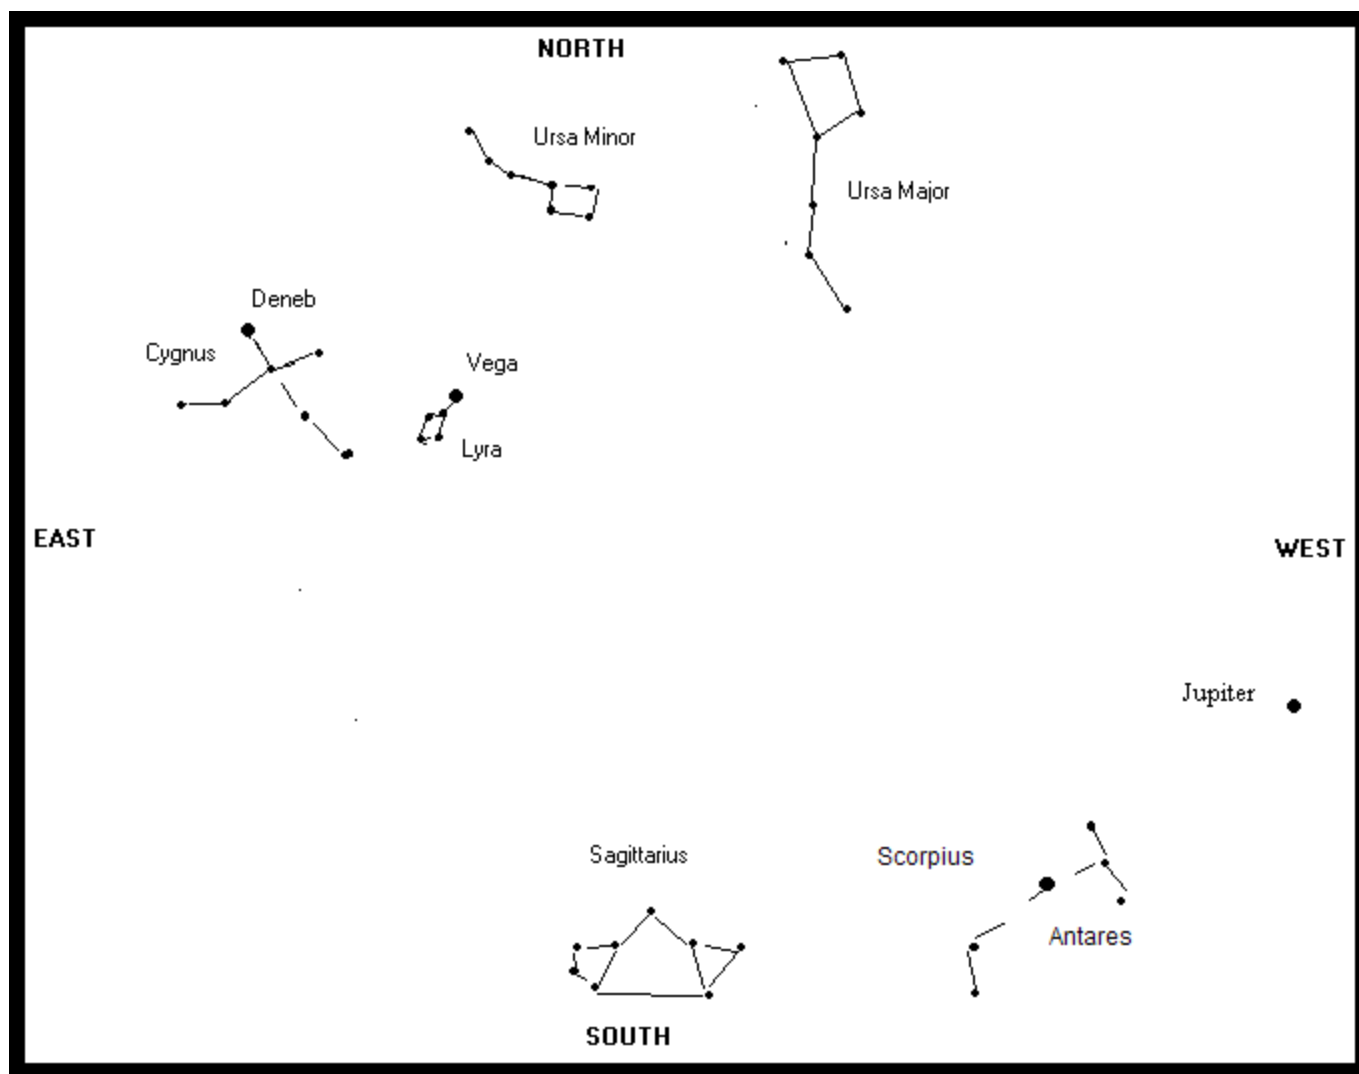 NORTH
Ursa Minor
Ursa Major
Deneb
Cygnus
Vega
Lyra
EAST
WEST
Jupiter
Sagittarius
Scorpius
Antares
SOUTH